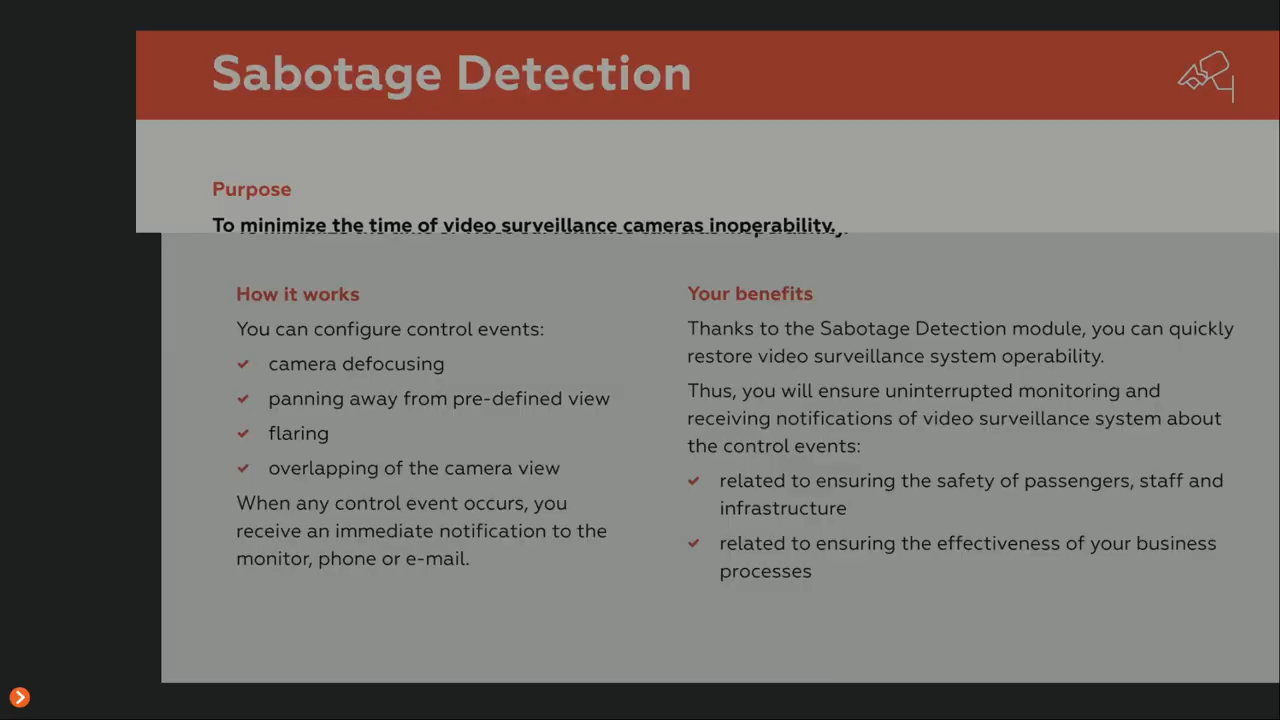 Sabotage Detection
Purpose
To minimize the time of video surveillance cameras inoperability.
How it works
You can configure control events:
camera defocusing
panning away from pre-defined view
flaring
overlapping of the camera view
When any control event occurs, you
receive an immediate notification to the
monitor, phone or e-mail.
Your benefits
Thanks to the Sabotage Detection module, you can quickly
restore video surveillance system operability.
Thus, you will ensure uninterrupted monitoring and
receiving notifications of video surveillance system about
the control events:
related to ensuring the safety of passengers, staff and
infrastructure
related to ensuring the effectiveness of your business
processes